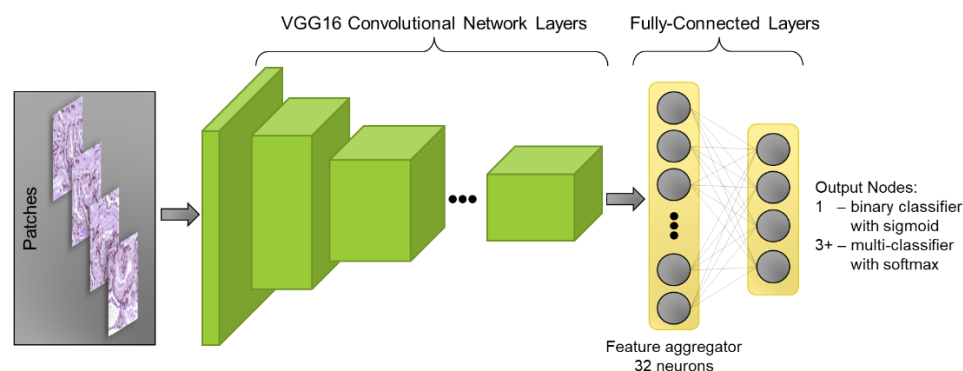 VGG16 Convolutional Network Layers
Fully-Connected Layers
Patches
Output Nodes:
1 – binary classifier
with sigmoid
3+ – multi-classifier
with softmax
Feature aggregator
32 neurons